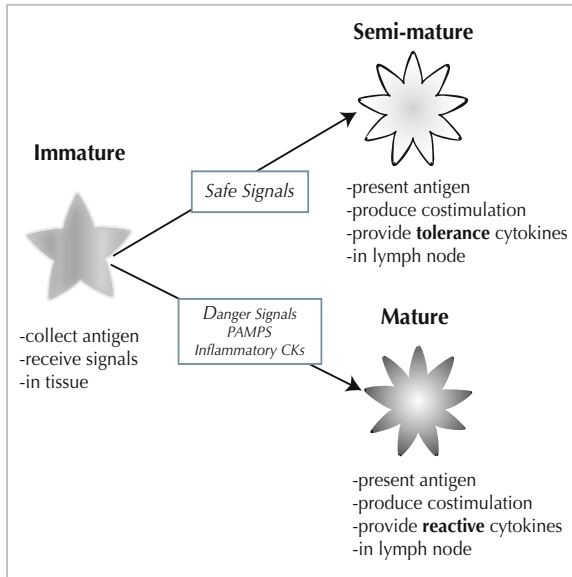 Semi-mature
Immature
Safe Signals
-present antigen
-produce costimulation
-provide tolerance cytokines
-in lymph node
Danger Signals
PAMPS
Inflammatory CKs
-collect antigen
-receive signals
-in tissue
Mature
-present antigen
-produce costimulation
-provide reactive cytokines
-in lymph node